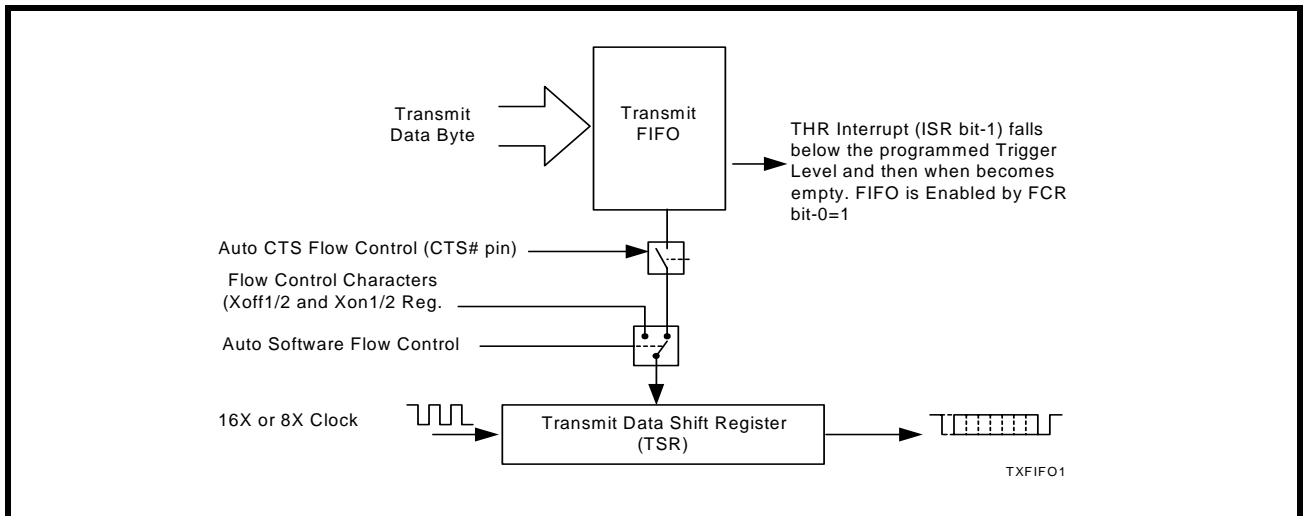 Transmit
FIFO
Transmit
Data Byte
THR Interrupt (ISR bit-1) falls
below the programmed Trigger
Level and then when becomes
empty. FIFO is Enabled by FCR
bit-0=1
Auto CTS Flow Control (CTS# pin)
Flow Control Characters
(Xoff1/2 and Xon1/2 Reg.
Auto Software Flow Control
16X or 8X Clock
Transmit Data Shift Register
(TSR)
TXFIFO1